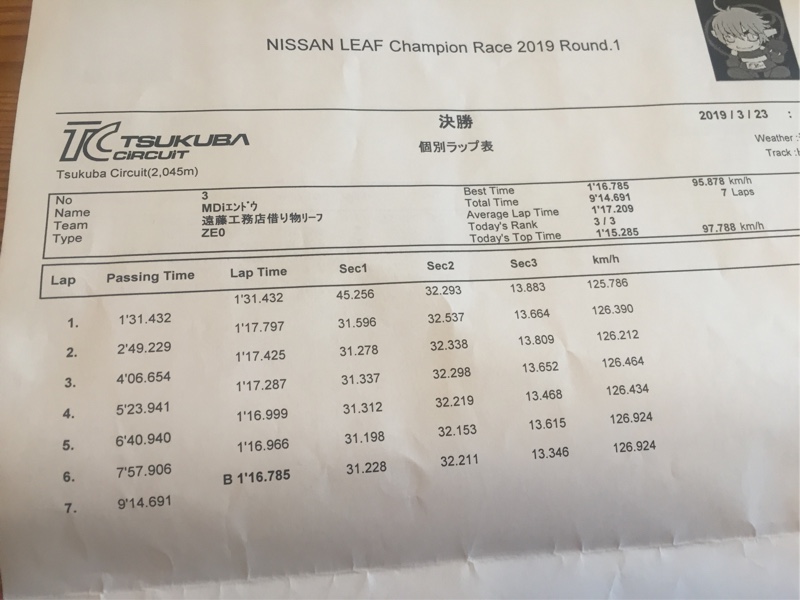 NISSAN LEAF Champion Race 2019 Round.1
TSUKUBA CIRCUIT
決勝
個別ラップ表
2019 / 3 / 23 :
Weather :
Track :
Tsukuba Circuit(2,045m)
No 3 Best Time 1'16.785 95.878 km/h
Name MDIエンドウ Total Time 9'14.691 7 Laps
Team 遠藤工務店借り物リーフ Average Lap Time 1'17.209
Type ZE0 Today's Rank 3 / 3
Today's Top Time 1'15.285 97.788 km/h
Lap Passing Time Lap Time Sec1 Sec2 Sec3 km/h
1. 1'31.432 1'31.432 45.256 32.293 13.883 125.786
2. 2'49.229 1'17.797 31.596 32.537 13.664 126.390
3. 4'06.654 1'17.425 31.278 32.338 13.809 126.212
4. 5'23.941 1'17.287 31.337 32.298 13.652 126.464
5. 6'40.940 1'16.999 31.312 32.219 13.468 126.434
6. 7'57.906 1'16.966 31.198 32.153 13.615 126.924
7. 9'14.691 B 1'16.785 31.228 32.211 13.346 126.924